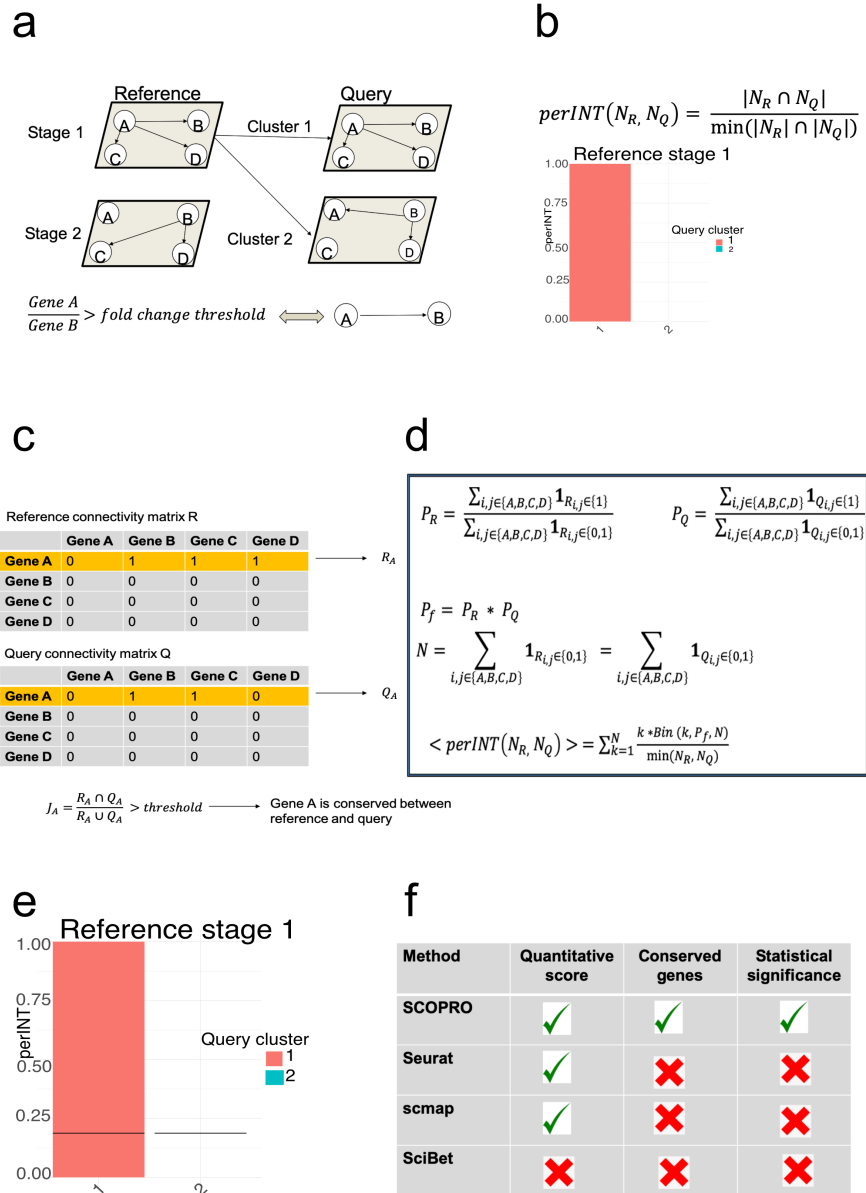 a
Reference
Query
Stage 1
A
B
C
D
Cluster 1
A
B
C
D
Stage 2
A
B
C
D
Cluster 2
A
B
C
D
Gene A / Gene B > fold change threshold
A
B
b
perINT(N_R, N_Q) = |N_R ∩ N_Q| / min(|N_R| ∩ |N_Q|)
Reference stage 1
1.00
0.75
0.50
0.25
0.00
perINT
1
2
Query cluster
1
2
c
Reference connectivity matrix R
Gene A Gene B Gene C Gene D
Gene A 0 1 1 1
R_A
Gene B 0 0 0 0
Gene C 0 0 0 0
Gene D 0 0 0 0
Query connectivity matrix Q
Gene A Gene B Gene C Gene D
Gene A 0 1 1 0
Q_A
Gene B 0 0 0 0
Gene C 0 0 0 0
Gene D 0 0 0 0
J_A = R_A ∩ Q_A / R_A ∪ Q_A > threshold
Gene A is conserved between
reference and query
d
P_R = ∑_{i,j∈{A,B,C,D}} 1_{R_{i,j}∈{1}} / ∑_{i,j∈{A,B,C,D}} 1_{R_{i,j}∈{0,1}}
P_Q = ∑_{i,j∈{A,B,C,D}} 1_{Q_{i,j}∈{1}} / ∑_{i,j∈{A,B,C,D}} 1_{Q_{i,j}∈{0,1}}
P_f = P_R * P_Q
N = ∑_{i,j∈{A,B,C,D}} 1_{R_{i,j}∈{0,1}} = ∑_{i,j∈{A,B,C,D}} 1_{Q_{i,j}∈{0,1}}
< perINT(N_R, N_Q) > = ∑_{k=1}^{N} k *Bin (k, P_f, N) / min(N_R, N_Q)
e
Reference stage 1
1.00
0.75
0.50
0.25
0.00
perINT
1
2
Query cluster
1
2
f
Method Quantitative score Conserved genes Statistical significance
SCOPRO ✓ ✓ ✓
Seurat ✓ ✗ ✗
scmap ✓ ✗ ✗
SciBet ✗ ✗ ✗